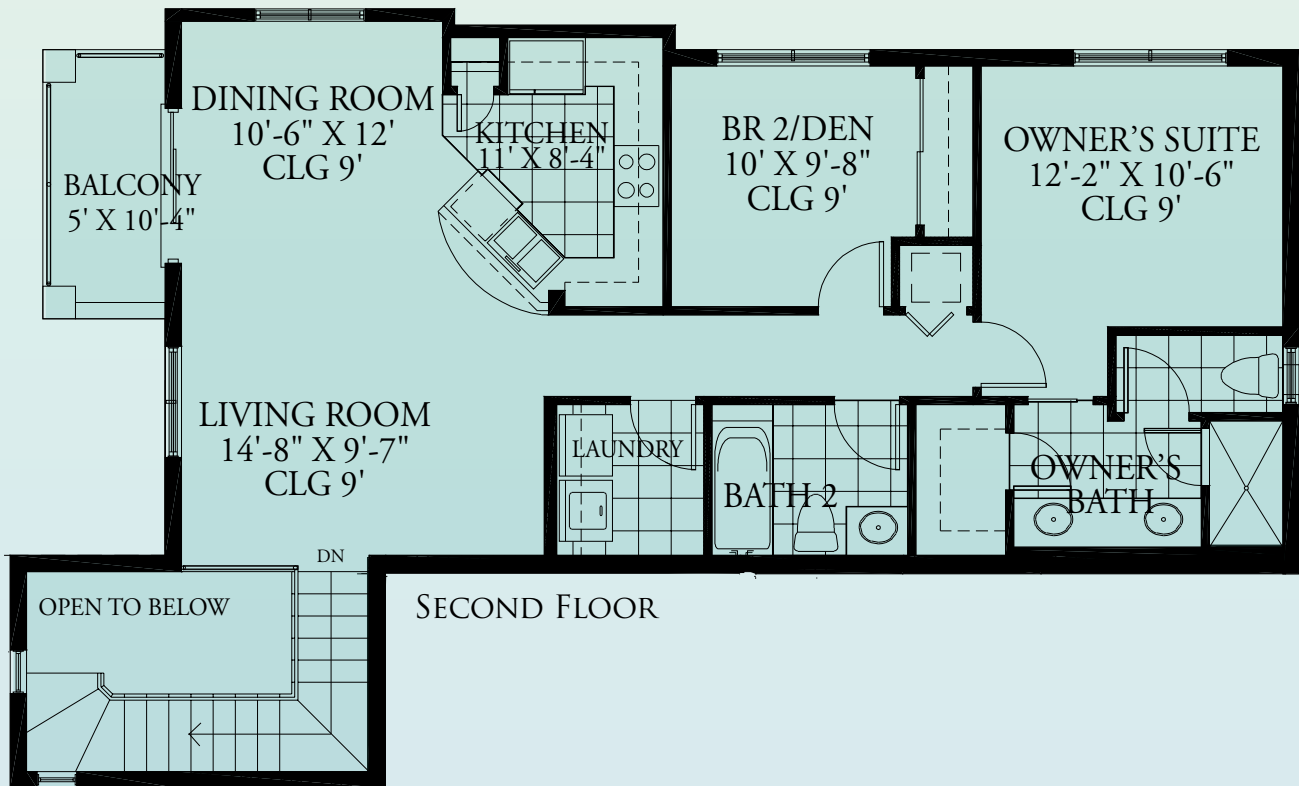 DINING ROOM
10'-6" X 12'
CLG 9'
KITCHEN
11' X 8'-4"
BR 2/DEN
10' X 9'-8"
CLG 9'
OWNER'S SUITE
12'-2" X 10'-6"
CLG 9'
BALCONY
5' X 10'-4"
LIVING ROOM
14'-8" X 9'-7"
CLG 9'
LAUNDRY
BATH 2
OWNER'S
BATH
DN
OPEN TO BELOW
SECOND FLOOR